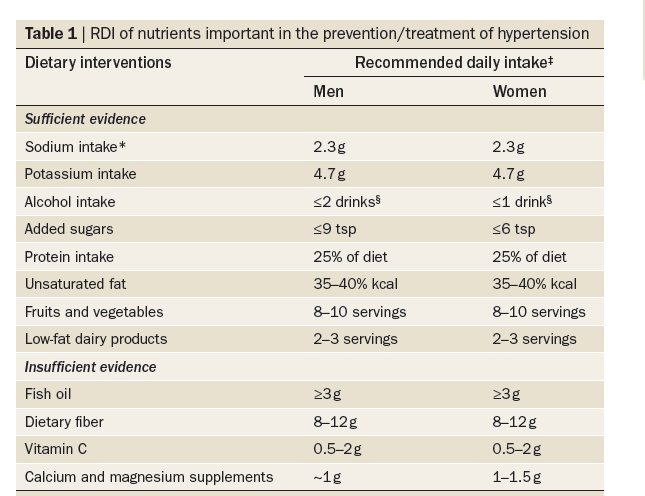 Table 1 | RDI of nutrients important in the prevention/treatment of hypertension
Dietary interventions Recommended daily intake‡
Men Women
Sufficient evidence
Sodium intake* 2.3g 2.3g
Potassium intake 4.7g 4.7g
Alcohol intake ≤2 drinks§ ≤1 drink§
Added sugars ≤9 tsp ≤6 tsp
Protein intake 25% of diet 25% of diet
Unsaturated fat 35–40% kcal 35–40% kcal
Fruits and vegetables 8–10 servings 8–10 servings
Low-fat dairy products 2–3 servings 2–3 servings
Insufficient evidence
Fish oil ≥3g ≥3g
Dietary fiber 8–12g 8–12g
Vitamin C 0.5–2g 0.5–2g
Calcium and magnesium supplements ~1g 1–1.5g